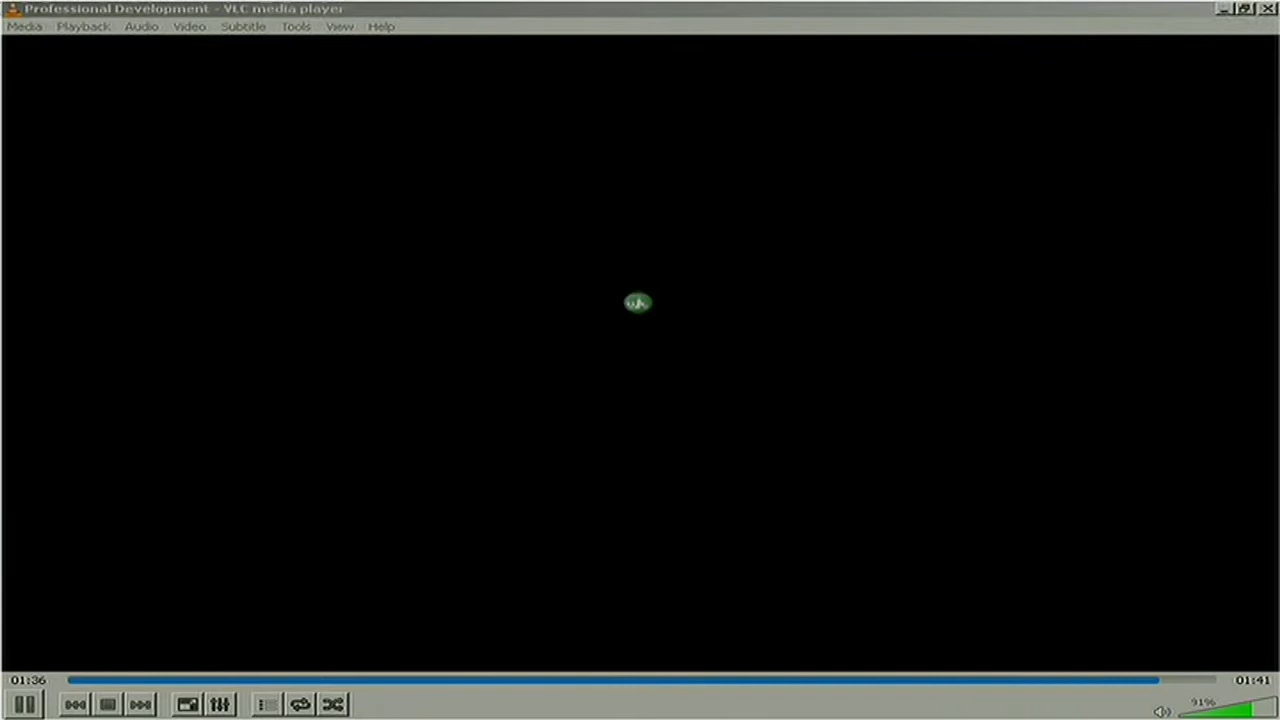 Professional Development - VLC media player
Media Playback Audio Video Subtitle Tools View Help
01:36 01:41
91%